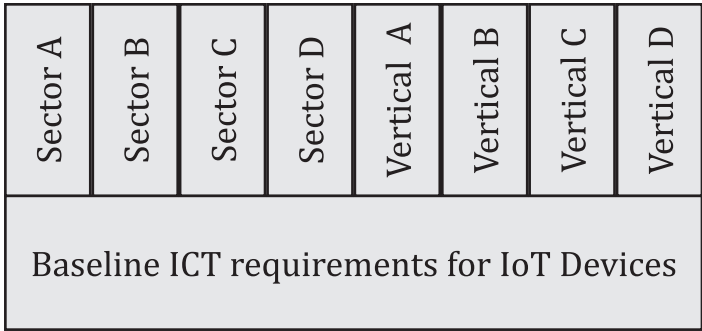 Sector A
Sector B
Sector C
Sector D
Vertical A
Vertical B
Vertical C
Vertical D
Baseline ICT requirements for IoT Devices